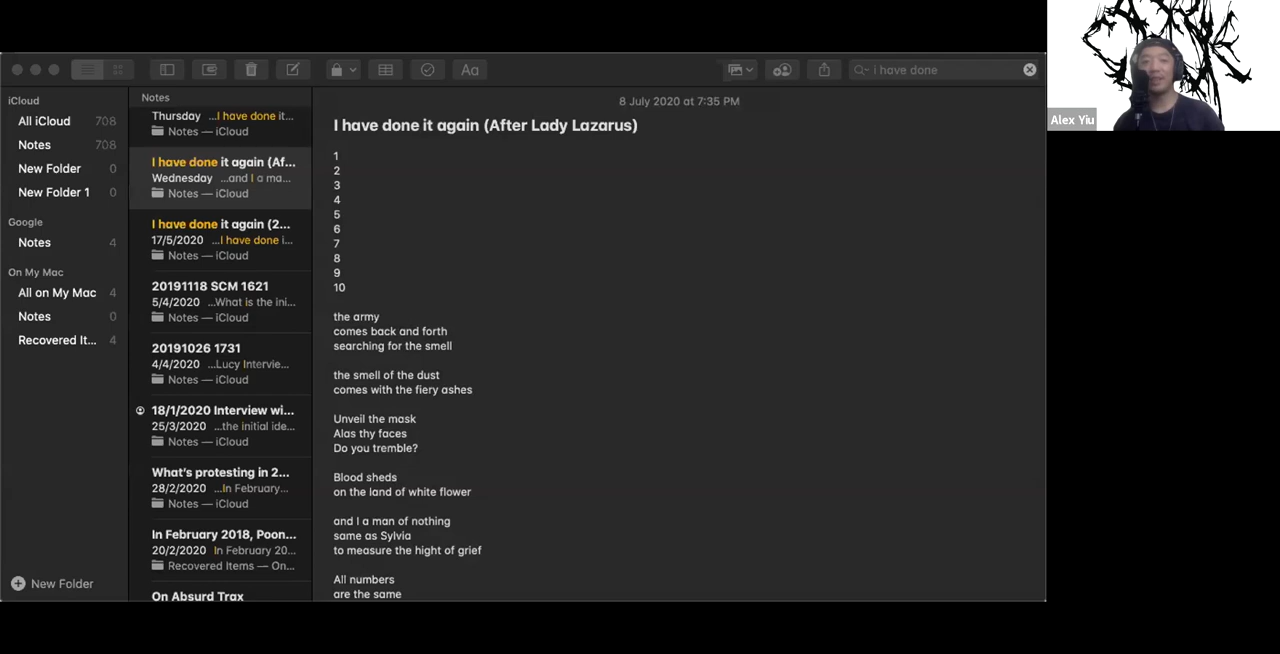 i have done
iCloud
All iCloud 708
Notes 708
New Folder 0
New Folder 1 0
Google
Notes 4
On My Mac
All on My Mac 4
Notes 0
Recovered It... 4
New Folder
Notes
Thursday ...I have done it...
Notes — iCloud
I have done it again (Af...
Wednesday ...and I a ma...
Notes — iCloud
I have done it again (2...
17/5/2020 ...I have done i...
Notes — iCloud
20191118 SCM 1621
5/4/2020 ...What is the ini...
Notes — iCloud
20191026 1731
4/4/2020 ...Lucy Intervie...
Notes — iCloud
18/1/2020 Interview wi...
25/3/2020 ...the initial ide...
Notes — iCloud
What's protesting in 2...
28/2/2020 ...In February...
Notes — iCloud
In February 2018, Poon...
20/2/2020 In February 20...
Recovered Items — On...
On Absurd Trax
8 July 2020 at 7:35 PM
I have done it again (After Lady Lazarus)
1
2
3
4
5
6
7
8
9
10
the army
comes back and forth
searching for the smell
the smell of the dust
comes with the fiery ashes
Unveil the mask
Alas thy faces
Do you tremble?
Blood sheds
on the land of white flower
and I a man of nothing
same as Sylvia
to measure the hight of grief
All numbers
are the same
Aa
Alex Yiu